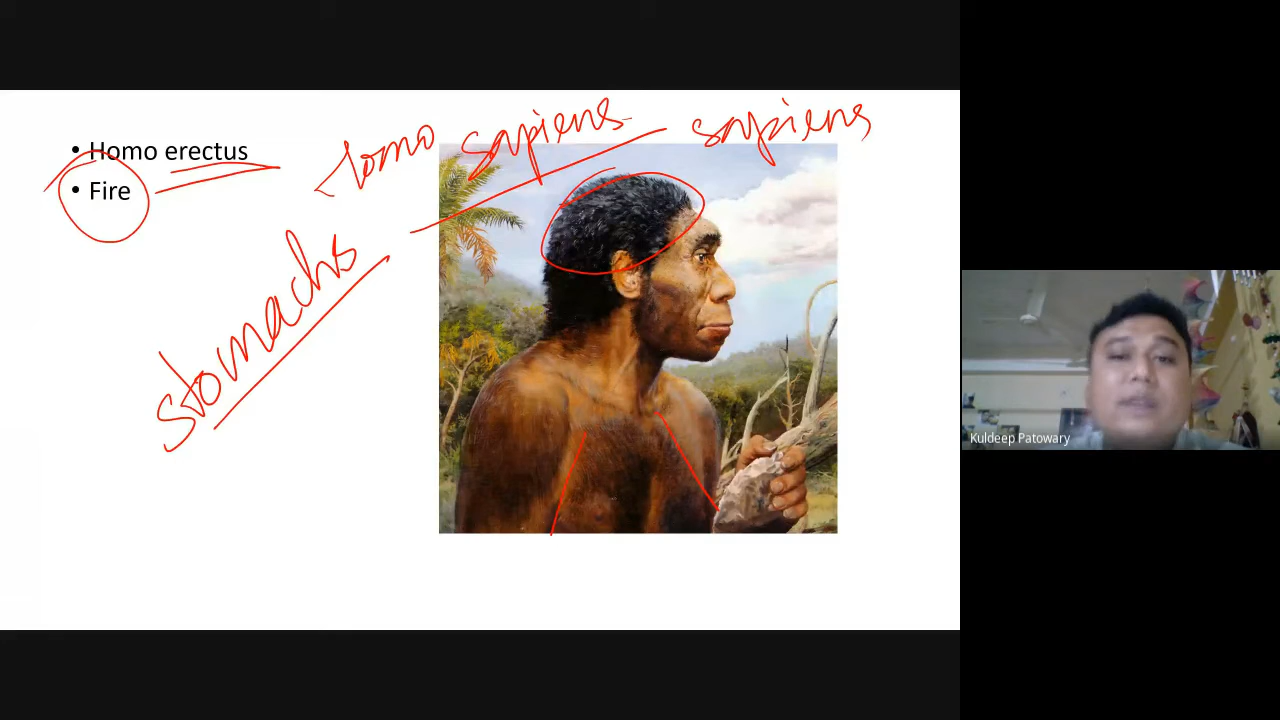 • Homo erectus
• Fire
Homo sapiens sapiens
stomachs
Kuldeep Patowary